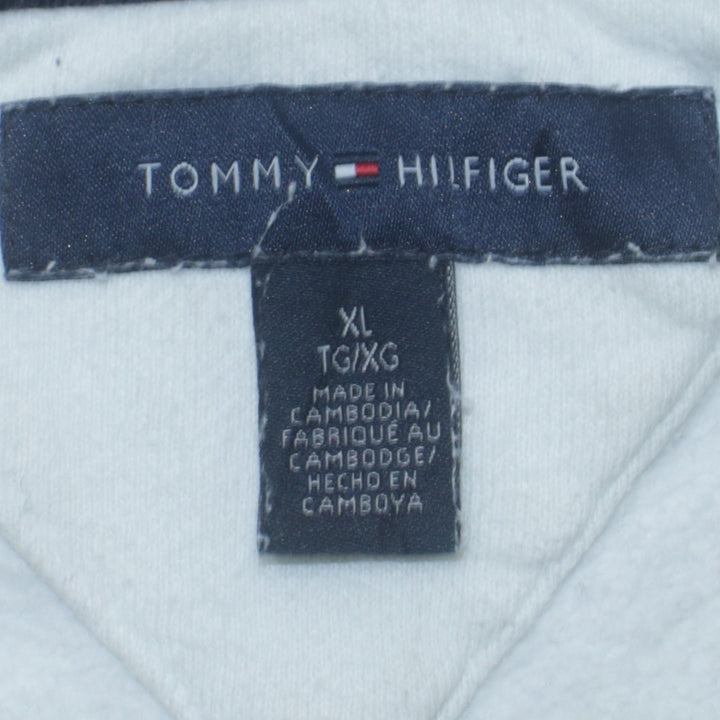 TOMMY HILFIGER
XL
TG/XG
MADE IN
CAMBODIA/
FABRIQUÉ AU
CAMBODGE/
HECHO EN
CAMBOYA